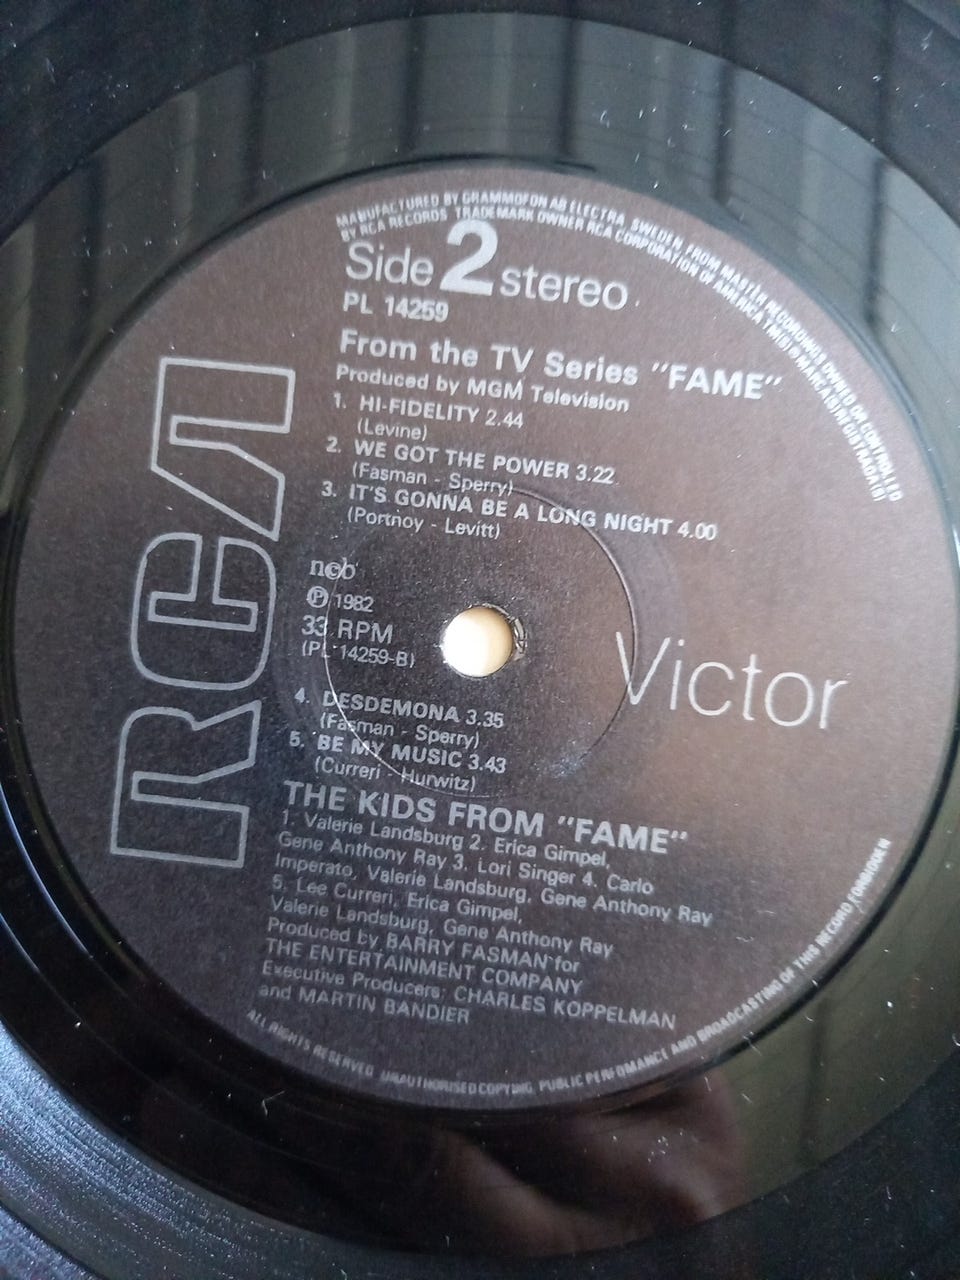 MANUFACTURED BY GRAMMOFON AB ELECTRA, SWEDEN, FROM MASTER RECORDINGS OWNED OR CONTROLLED
BY RCA RECORDS TRADEMARK OWNER RCA CORPORATION OF AMERICA MARCA(S) REGISTRADA(S)
Side 2 stereo
PL 14259
From the TV Series "FAME"
Produced by MGM Television
1. HI-FIDELITY 2.44
(Levine)
2. WE GOT THE POWER 3.22
(Fasman - Sperry)
3. IT'S GONNA BE A LONG NIGHT 4.00
(Portnoy - Levitt)
RCA
ncb
Ⓟ 1982
33 RPM
(PL 14259-B)
Victor
4. DESDEMONA 3.35
(Fasman - Sperry)
5. BE MY MUSIC 3.43
(Curreri - Hurwitz)
THE KIDS FROM "FAME"
1. Valerie Landsburg 2. Erica Gimpel,
Gene Anthony Ray 3. Lori Singer 4. Carlo
Imperato, Valerie Landsburg, Gene Anthony Ray
5. Lee Curreri, Erica Gimpel,
Valerie Landsburg, Gene Anthony Ray
Produced by BARRY FASMAN for
THE ENTERTAINMENT COMPANY
Executive Producers: CHARLES KOPPELMAN
and MARTIN BANDIER
ALL RIGHTS RESERVED UNAUTHORISED COPYING, PUBLIC PERFOMANCE AND BROADCASTING OF THIS RECORD FORBIDDEN